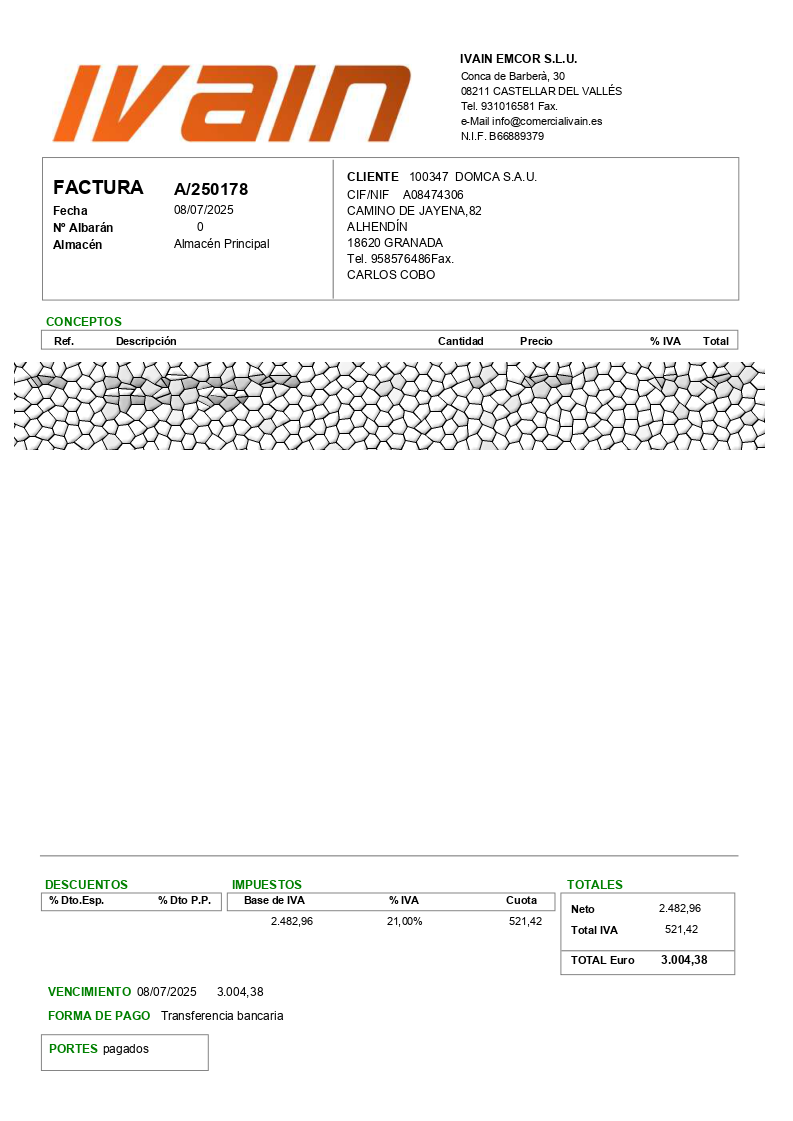 IVAIN
IVAIN EMCOR S.L.U.
Conca de Barberà, 30
08211 CASTELLAR DEL VALLÉS
Tel. 931016581 Fax.
e-Mail info@comercialivain.es
N.I.F. B66889379
FACTURA A/250178
Fecha 08/07/2025
Nº Albarán 0
Almacén Almacén Principal
CLIENTE 100347 DOMCA S.A.U.
CIF/NIF A08474306
CAMINO DE JAYENA,82
ALHENDÍN
18620 GRANADA
Tel. 958576486Fax.
CARLOS COBO
CONCEPTOS
Ref. Descripción Cantidad Precio % IVA Total
DESCUENTOS IMPUESTOS TOTALES
% Dto.Esp. % Dto P.P. Base de IVA % IVA Cuota
2.482,96 21,00% 521,42
Neto 2.482,96
Total IVA 521,42
TOTAL Euro 3.004,38
VENCIMIENTO 08/07/2025 3.004,38
FORMA DE PAGO Transferencia bancaria
PORTES pagados